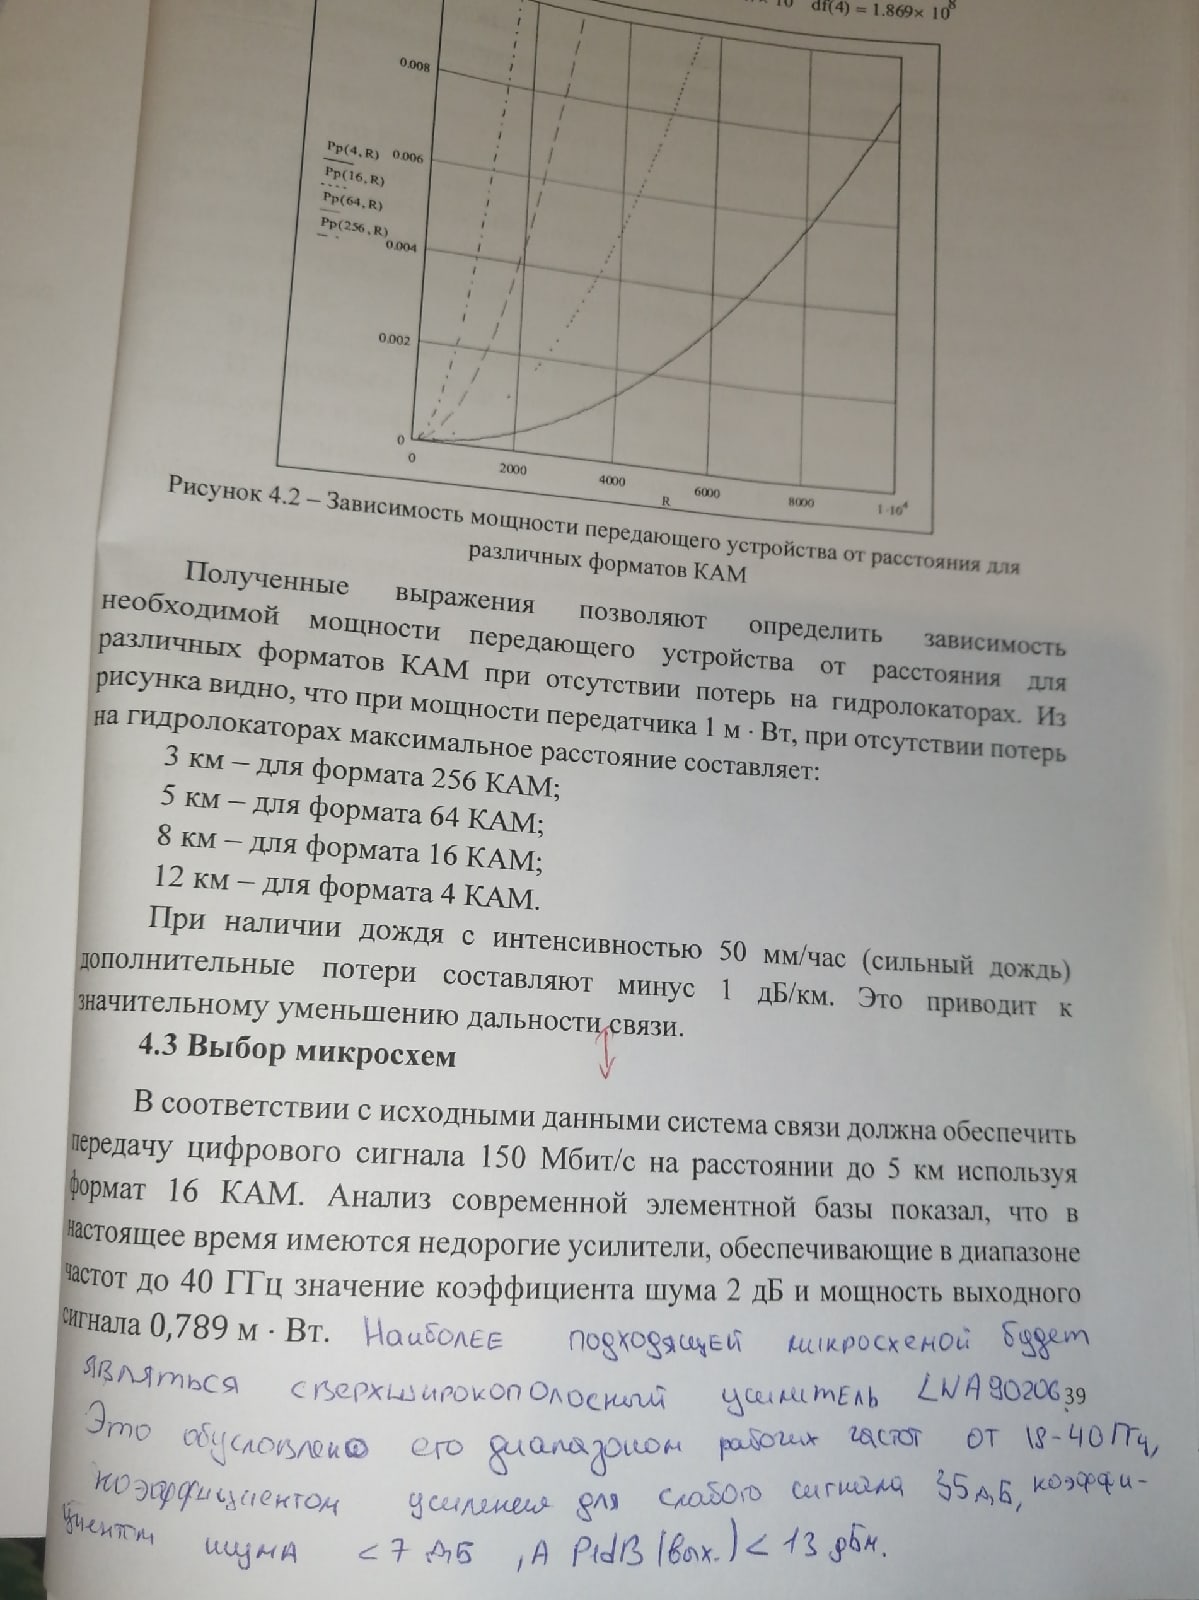 df(4) = 1.869× 10⁸
0.008
Pp(4, R) 0.006
Pp(16, R)
Pp(64, R)
Pp(256, R)
0.004
0.002
0
0 2000 4000 6000 8000 1·10⁴
R
Рисунок 4.2 – Зависимость мощности передающего устройства от расстояния для
различных форматов КАМ
Полученные выражения позволяют определить зависимость
необходимой мощности передающего устройства от расстояния для
различных форматов КАМ при отсутствии потерь на гидролокаторах. Из
рисунка видно, что при мощности передатчика 1 м · Вт, при отсутствии потерь
на гидролокаторах максимальное расстояние составляет:
3 км – для формата 256 КАМ;
5 км – для формата 64 КАМ;
8 км – для формата 16 КАМ;
12 км – для формата 4 КАМ.
При наличии дождя с интенсивностью 50 мм/час (сильный дождь)
дополнительные потери составляют минус 1 дБ/км. Это приводит к
значительному уменьшению дальности связи.
4.3 Выбор микросхем
В соответствии с исходными данными система связи должна обеспечить
передачу цифрового сигнала 150 Мбит/с на расстоянии до 5 км используя
формат 16 КАМ. Анализ современной элементной базы показал, что в
настоящее время имеются недорогие усилители, обеспечивающие в диапазоне
частот до 40 ГГц значение коэффициента шума 2 дБ и мощность выходного
сигнала 0,789 м · Вт. Наиболее подходящей микросхемой будет
являться сверхширокополосный усилитель LNA90206
39
Это обусловлено его диапазоном рабочих частот от 18-40 ГГц,
коэффициентом усиления для слабого сигнала 35 дБ, коэффи-
циентом шума < 7 дБ, а P1dB (вых.) < 13 дБм.